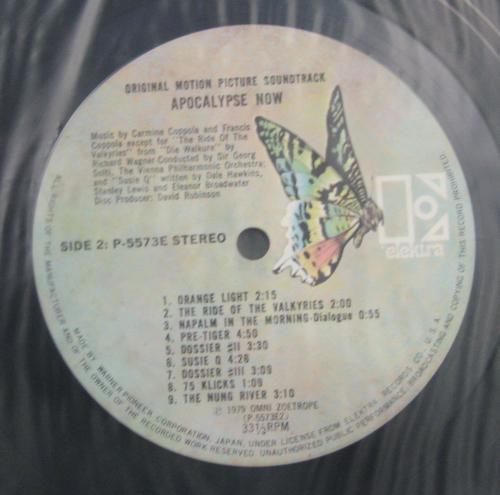 ORIGINAL MOTION PICTURE SOUNDTRACK
APOCALYPSE NOW
Music by Carmine Coppola and Francis
Coppola except for "The Ride Of The
Valkyries" from "Die Walkure" by
Richard Wagner Conducted by Sir Georg
Solti, The Vienna Philharmonic Orchestra;
and "Susie Q" written by Dale Hawkins,
Stanley Lewis and Eleanor Broadwater
Disc Producer: David Robinson
elektra
SIDE 2: P-5573E STEREO
1. ORANGE LIGHT 2:15
2. THE RIDE OF THE VALKYRIES 2:00
3. NAPALM IN THE MORNING-Dialogue 0:55
4. PRE-TIGER 4:50
5. DOSSIER #II 3:30
6. SUSIE Q 4:26
7. DOSSIER #III 3:09
8. 75 KLICKS 1:09
9. THE NUNG RIVER 3:10
℗ 1979 OMNI ZOETROPE
(P-5573E2)
33⅓RPM
MADE BY WARNER-PIONEER CORPORATION, JAPAN, UNDER LICENSE FROM ELEKTRA RECORDS CO., U. S. A.
ALL RIGHTS OF THE MANUFACTURER AND OF THE OWNER OF THE RECORDED WORK RESERVED. UNAUTHORIZED PUBLIC PERFORMANCE, BROADCASTING AND COPYING OF THIS RECORD PROHIBITED.